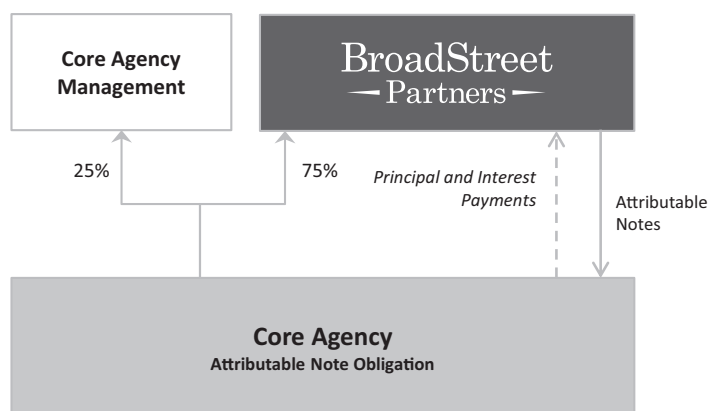 Core Agency
Management
BroadStreet
Partners
25%
75%
Principal and Interest
Payments
Attributable
Notes
Core Agency
Attributable Note Obligation